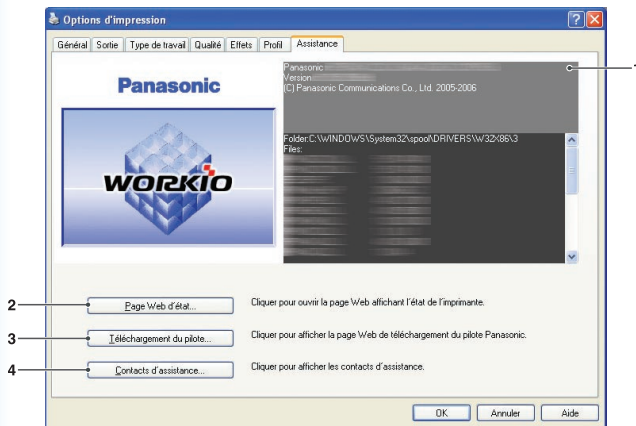 Options d'impression
Général Sortie Type de travail Qualité Effets Profil Assistance
Panasonic
WORKIO
Panasonic
Version
(C) Panasonic Communications Co., Ltd. 2005-2006
Folder:C:\WINDOWS\System32\spool\DRIVERS\W32X86\3
Files:
2 Page Web d'état... Cliquer pour ouvrir la page Web affichant l'état de l'imprimante.
3 Téléchargement du pilote... Cliquer pour afficher la page Web de téléchargement du pilote Panasonic.
4 Contacts d'assistance... Cliquer pour afficher les contacts d'assistance.
OK Annuler Aide